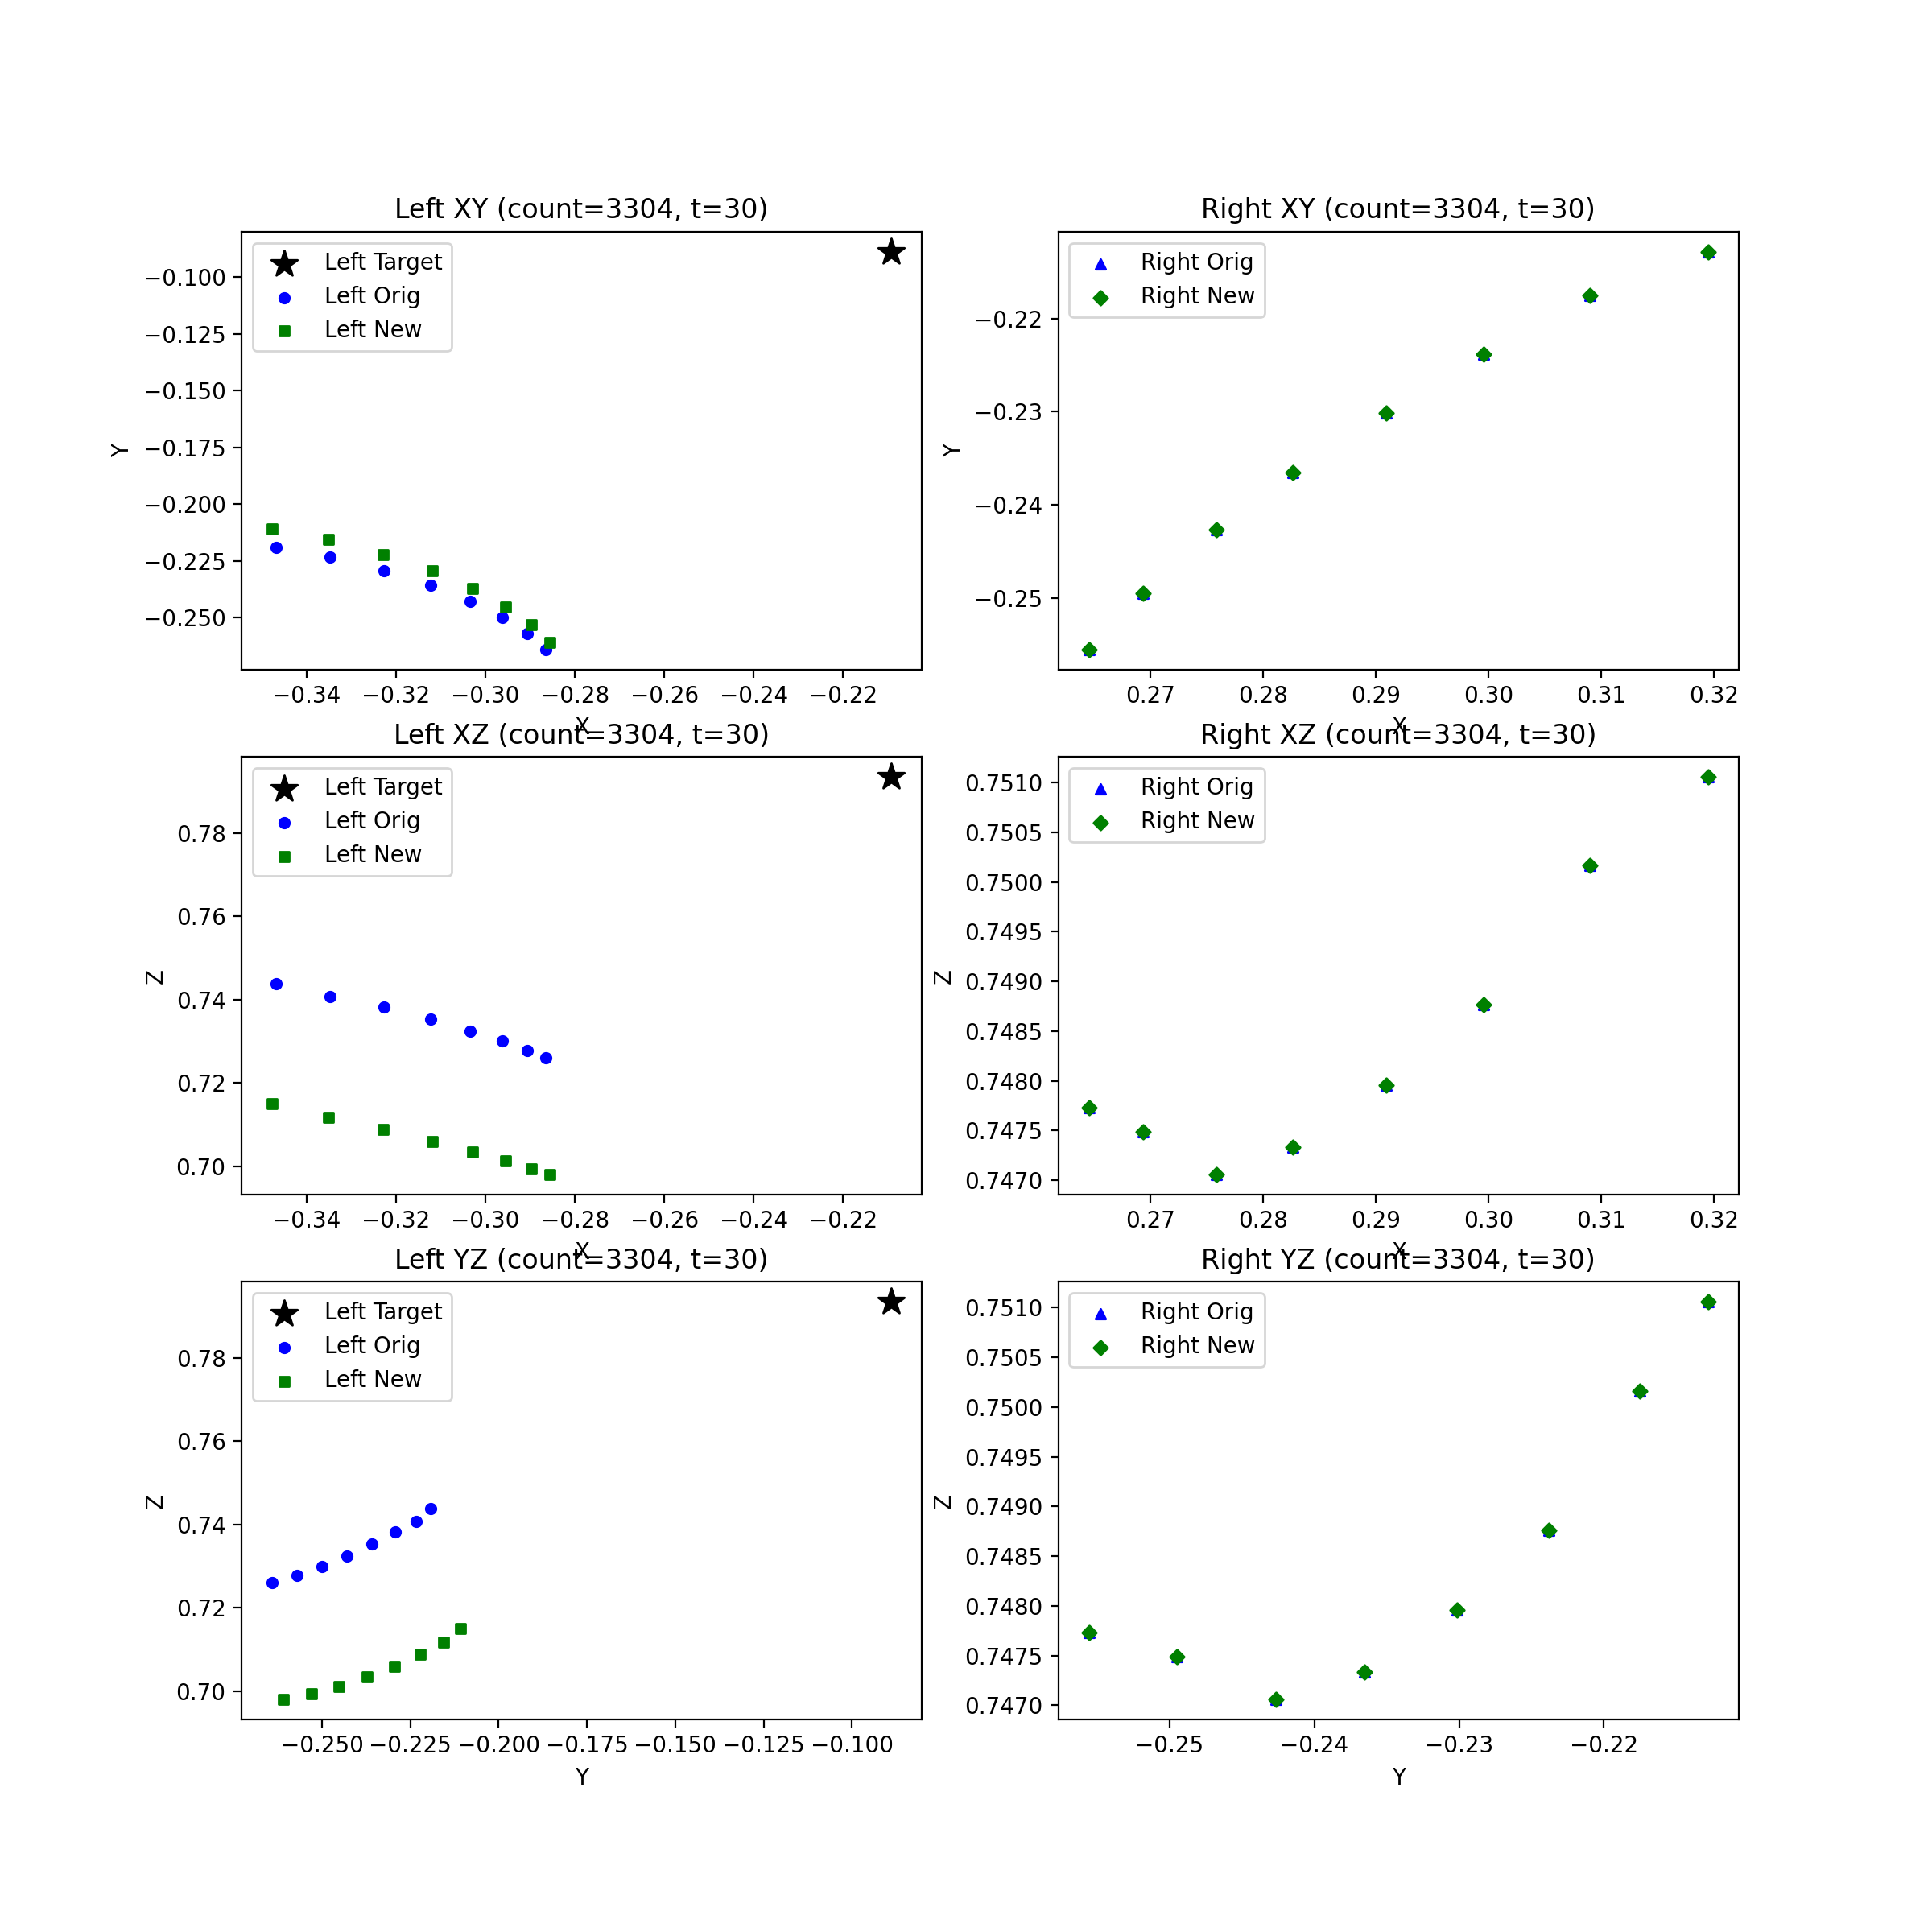 Left XY (count=3304, t=30)
Left Target
Left Orig
Left New
Y
−0.100
−0.125
−0.150
−0.175
−0.200
−0.225
−0.250
−0.34 −0.32 −0.30 −0.28 −0.26 −0.24 −0.22
X
Right XY (count=3304, t=30)
Right Orig
Right New
Y
−0.22
−0.23
−0.24
−0.25
0.27 0.28 0.29 0.30 0.31 0.32
X
Left XZ (count=3304, t=30)
Left Target
Left Orig
Left New
Z
0.78
0.76
0.74
0.72
0.70
−0.34 −0.32 −0.30 −0.28 −0.26 −0.24 −0.22
X
Right XZ (count=3304, t=30)
Right Orig
Right New
Z
0.7510
0.7505
0.7500
0.7495
0.7490
0.7485
0.7480
0.7475
0.7470
0.27 0.28 0.29 0.30 0.31 0.32
X
Left YZ (count=3304, t=30)
Left Target
Left Orig
Left New
Z
0.78
0.76
0.74
0.72
0.70
−0.250 −0.225 −0.200 −0.175 −0.150 −0.125 −0.100
Y
Right YZ (count=3304, t=30)
Right Orig
Right New
Z
0.7510
0.7505
0.7500
0.7495
0.7490
0.7485
0.7480
0.7475
0.7470
−0.25 −0.24 −0.23 −0.22
Y